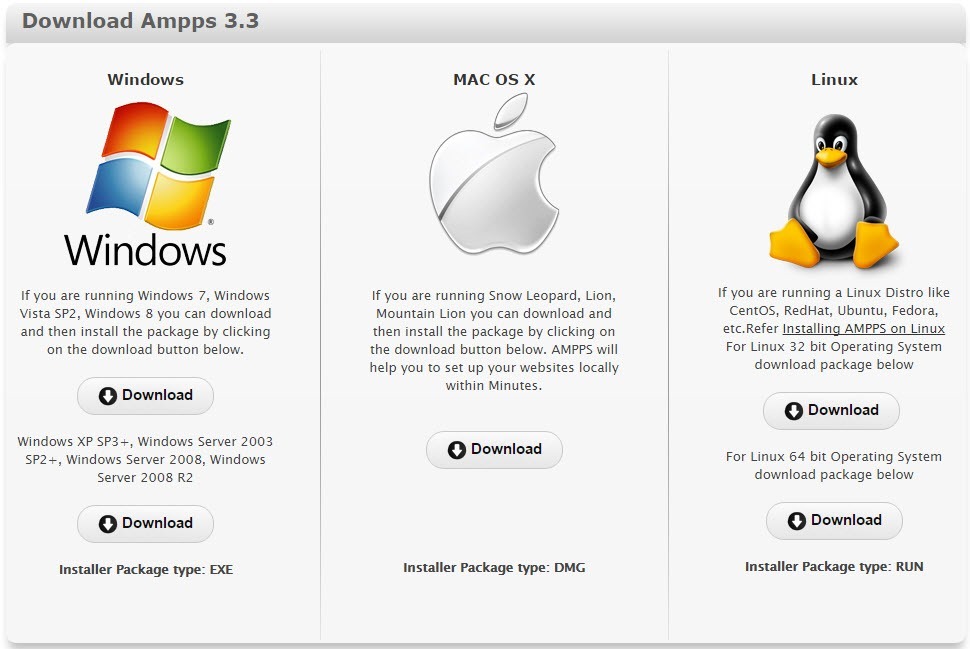 Download Ampps 3.3
Windows
Windows®
If you are running Windows 7, Windows
Vista SP2, Windows 8 you can download
and then install the package by clicking
on the download button below.
Download
Windows XP SP3+, Windows Server 2003
SP2+, Windows Server 2008, Windows
Server 2008 R2
Download
Installer Package type: EXE
MAC OS X
If you are running Snow Leopard, Lion,
Mountain Lion you can download and
then install the package by clicking on
the download button below. AMPPS will
help you to set up your websites locally
within Minutes.
Download
Installer Package type: DMG
Linux
If you are running a Linux Distro like
CentOS, RedHat, Ubuntu, Fedora,
etc.Refer Installing AMPPS on Linux
For Linux 32 bit Operating System
download package below
Download
For Linux 64 bit Operating System
download package below
Download
Installer Package type: RUN